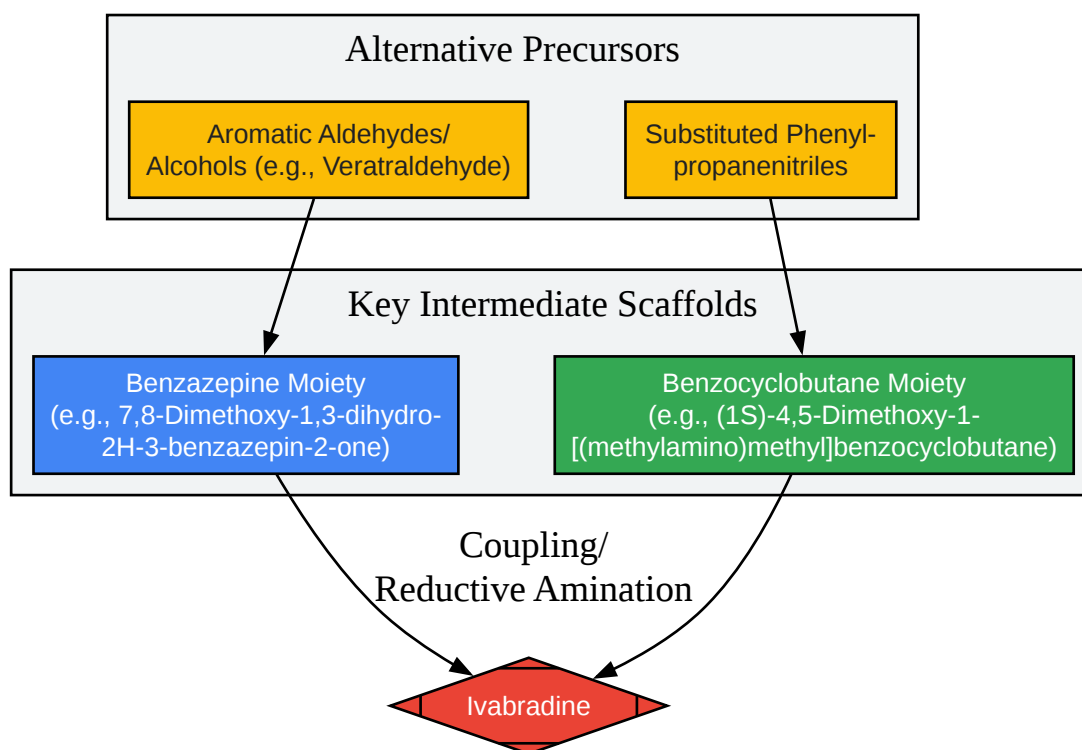 Alternative Precursors
Aromatic Aldehydes/
Alcohols (e.g., Veratraldehyde)
Substituted Phenyl-
propanenitriles
Key Intermediate Scaffolds
Benzazepine Moiety
(e.g., 7,8-Dimethoxy-1,3-dihydro-
2H-3-benzazepin-2-one)
Benzocyclobutane Moiety
(e.g., (1S)-4,5-Dimethoxy-1-
[(methylamino)methyl]benzocyclobutane)
Coupling/
Reductive Amination
Ivabradine